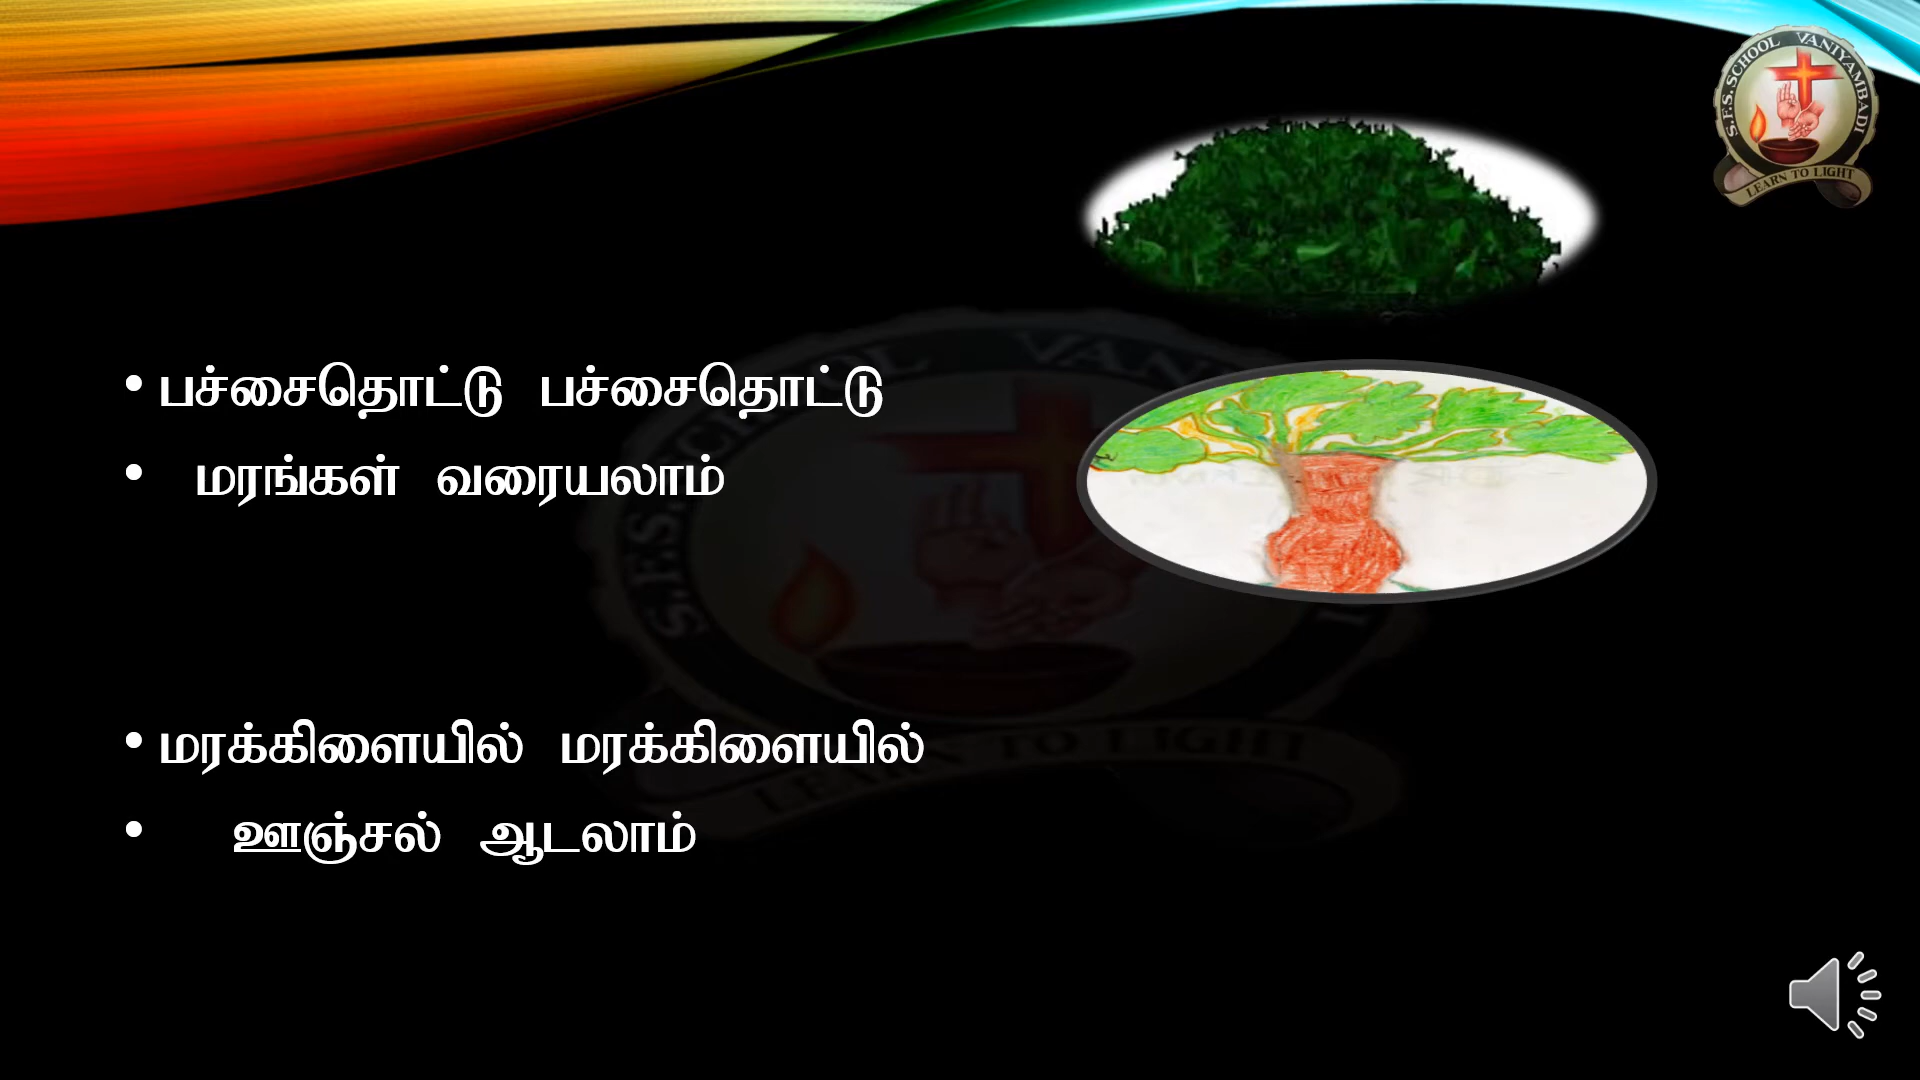 S.F.S. SCHOOL VANIYAMBADI
LEARN TO LIGHT
• பச்சைதொட்டு பச்சைதொட்டு
• மரங்கள் வரையலாம்
• மரக்கிளையில் மரக்கிளையில்
• ஊஞ்சல் ஆடலாம்